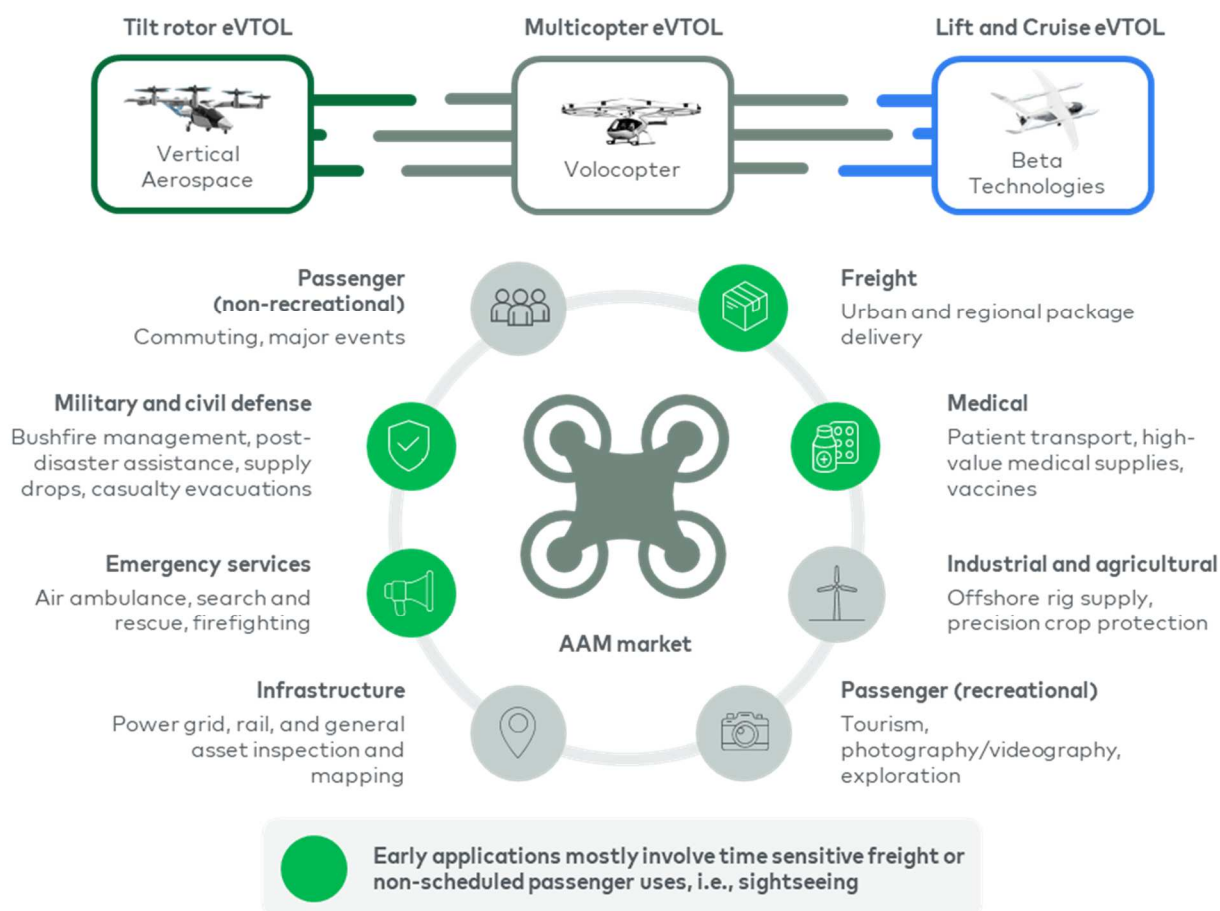 Tilt rotor eVTOL
Multicopter eVTOL
Lift and Cruise eVTOL
Vertical
Aerospace
Volocopter
Beta
Technologies
Passenger
(non-recreational)
Commuting, major events
Freight
Urban and regional package
delivery
Military and civil defense
Bushfire management, post-
disaster assistance, supply
drops, casualty evacuations
Medical
Patient transport, high-
value medical supplies,
vaccines
Emergency services
Air ambulance, search and
rescue, firefighting
Industrial and agricultural
Offshore rig supply,
precision crop protection
AAM market
Infrastructure
Power grid, rail, and general
asset inspection and
mapping
Passenger (recreational)
Tourism,
photography/videography,
exploration
Early applications mostly involve time sensitive freight or
non-scheduled passenger uses, i.e., sightseeing